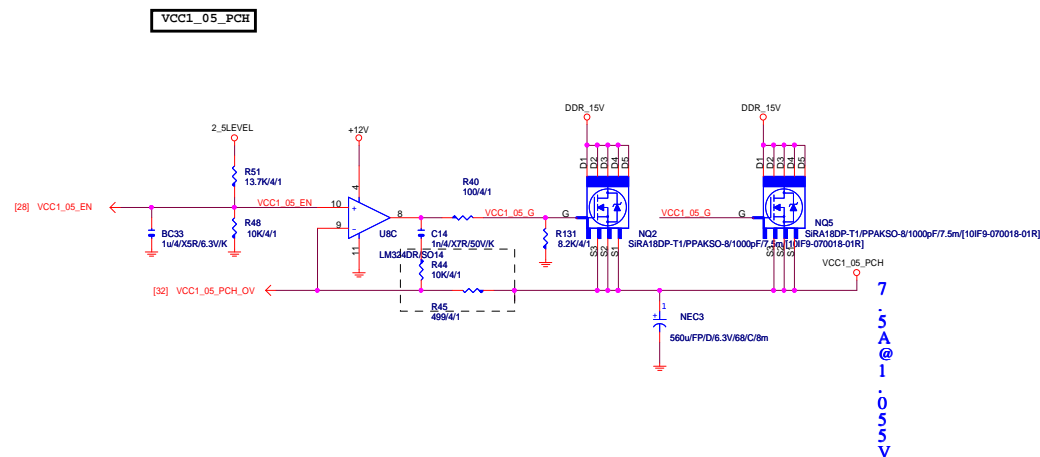 VCC1_05_PCH
DDR_15V
DDR_15V
2_5LEVEL
+12V
D1
D2
D3
D4
D5
D1
D2
D3
D4
D5
R51
13.7K/4/1
R40
100/4/1
4
[28] VCC1_05_EN
VCC1_05_EN
10
+
8
VCC1_05_G
G
VCC1_05_G
G
R48
10K/4/1
9
-
BC33
1u/4/X5R/6.3V/K
U8C
LM324DR/SO14
11
C14
1n/4/X7R/50V/K
R131
8.2K/4/1
NQ2
SiRA18DP-T1/PPAKSO-8/1000pF/7.5m/[10IF9-070018-01R]
NQ5
SiRA18DP-T1/PPAKSO-8/1000pF/7.5m/[10IF9-070018-01R]
S3
S2
S1
S3
S2
S1
R44
10K/4/1
VCC1_05_PCH
[32] VCC1_05_PCH_OV
R45
499/4/1
1
+
NEC3
560u/FP/D/6.3V/68/C/8m
7.5A@1.055V